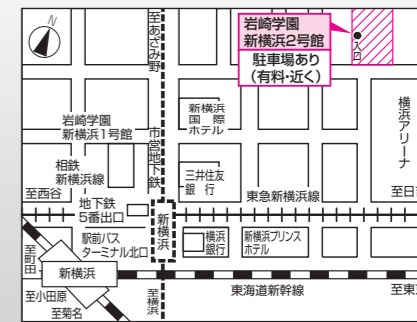 至あざみ野
岩崎学園
新横浜2号館
駐車場あり
(有料・近く)
入口
岩崎学園
新横浜1号館
新横浜
国際
ホテル
市営地下鉄
横浜アリーナ
相鉄
新横浜線
三井住友
銀行
至西谷
東急新横浜線
至日
地下鉄
5番出口
新横浜
駅前バス
ターミナル北口
横浜
銀行
新横浜プリンス
ホテル
至町田
新横浜
至小田原
至菊名
至横浜
東海道新幹線
至東